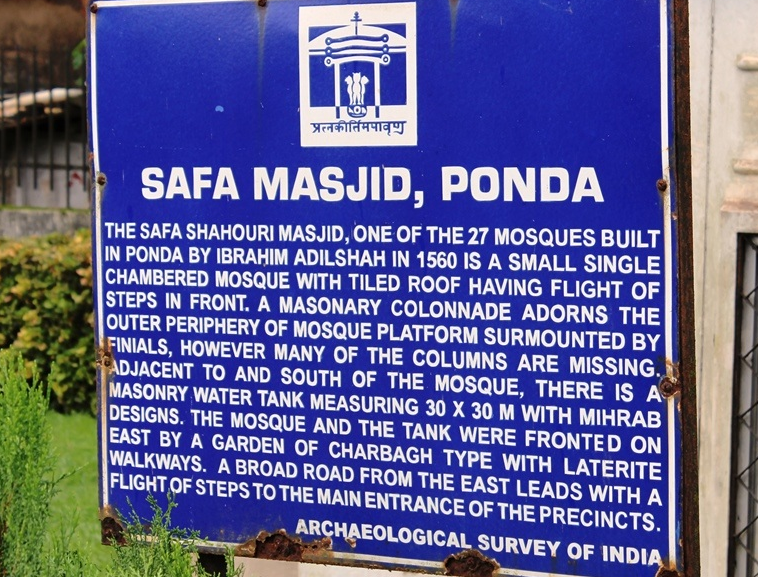 प्रत्नकीर्तिमपावृणु
SAFA MASJID, PONDA
THE SAFA SHAHOURI MASJID, ONE OF THE 27 MOSQUES BUILT
IN PONDA BY IBRAHIM ADILSHAH IN 1560 IS A SMALL SINGLE
CHAMBERED MOSQUE WITH TILED ROOF HAVING FLIGHT OF
STEPS IN FRONT. A MASONARY COLONNADE ADORNS THE
OUTER PERIPHERY OF MOSQUE PLATFORM SURMOUNTED BY
FINIALS, HOWEVER MANY OF THE COLUMNS ARE MISSING.
ADJACENT TO AND SOUTH OF THE MOSQUE, THERE IS A
MASONRY WATER TANK MEASURING 30 X 30 M WITH MIHRAB
DESIGNS. THE MOSQUE AND THE TANK WERE FRONTED ON
EAST BY A GARDEN OF CHARBAGH TYPE WITH LATERITE
WALKWAYS. A BROAD ROAD FROM THE EAST LEADS WITH A
FLIGHT OF STEPS TO THE MAIN ENTRANCE OF THE PRECINCTS.
ARCHAEOLOGICAL SURVEY OF INDIA